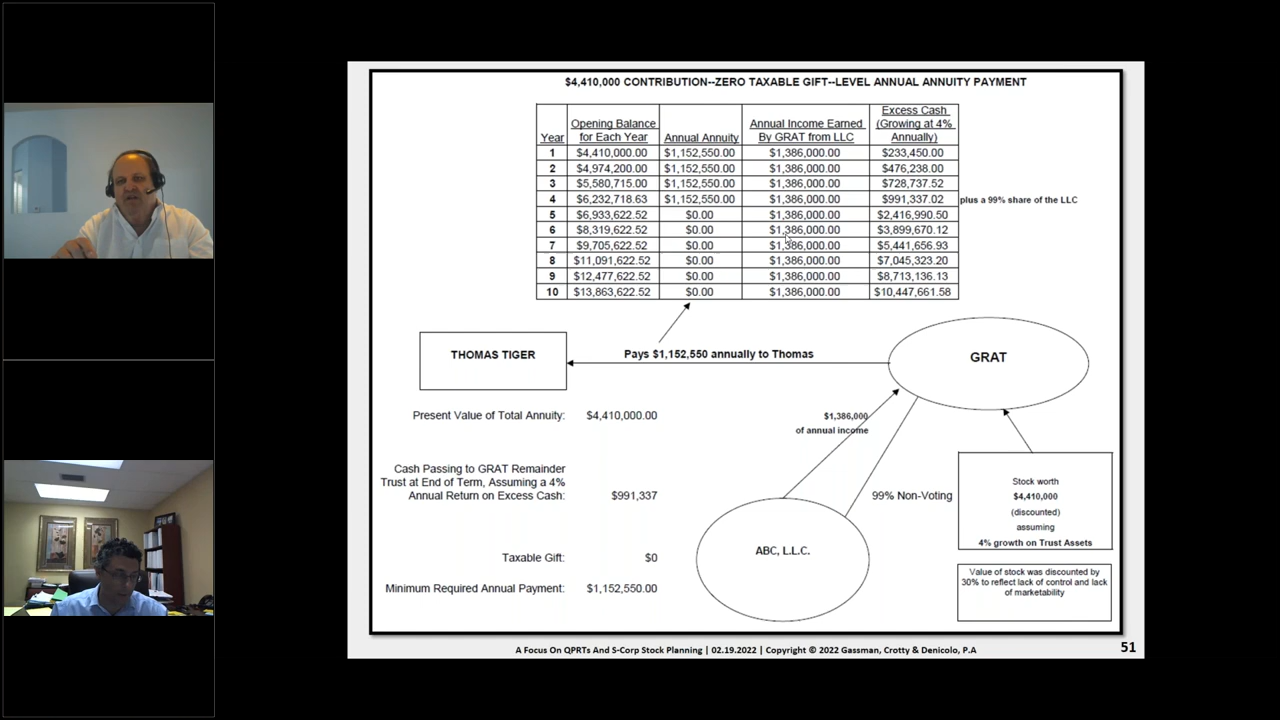 $4,410,000 CONTRIBUTION--ZERO TAXABLE GIFT--LEVEL ANNUAL ANNUITY PAYMENT
Year Opening Balance for Each Year Annual Annuity Annual Income Earned By GRAT from LLC Excess Cash (Growing at 4% Annually)
1 $4,410,000.00 $1,152,550.00 $1,386,000.00 $233,450.00
2 $4,974,200.00 $1,152,550.00 $1,386,000.00 $476,238.00
3 $5,580,715.00 $1,152,550.00 $1,386,000.00 $728,737.52
4 $6,232,718.63 $1,152,550.00 $1,386,000.00 $991,337.02 plus a 99% share of the LLC
5 $6,933,622.52 $0.00 $1,386,000.00 $2,416,990.50
6 $8,319,622.52 $0.00 $1,386,000.00 $3,899,670.12
7 $9,705,622.52 $0.00 $1,386,000.00 $5,441,656.93
8 $11,091,622.52 $0.00 $1,386,000.00 $7,045,323.20
9 $12,477,622.52 $0.00 $1,386,000.00 $8,713,136.13
10 $13,863,622.52 $0.00 $1,386,000.00 $10,447,661.58
THOMAS TIGER
Pays $1,152,550 annually to Thomas
GRAT
Present Value of Total Annuity: $4,410,000.00
$1,386,000
of annual income
Cash Passing to GRAT Remainder
Trust at End of Term, Assuming a 4%
Annual Return on Excess Cash: $991,337
99% Non-Voting
Stock worth
$4,410,000
(discounted)
assuming
4% growth on Trust Assets
ABC, L.L.C.
Taxable Gift: $0
Minimum Required Annual Payment: $1,152,550.00
Value of stock was discounted by
30% to reflect lack of control and lack
of marketability
A Focus On QPRTs And S-Corp Stock Planning | 02.19.2022 | Copyright © 2022 Gassman, Crotty & Denicolo, P.A
51